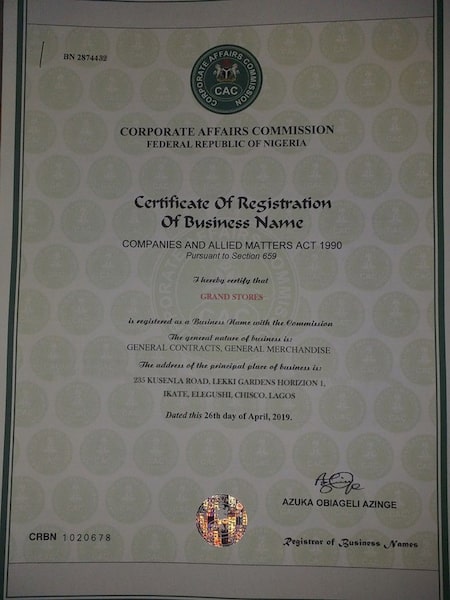 BN 2874432
CORPORATE AFFAIRS COMMISSION
CAC
CORPORATE AFFAIRS COMMISSION
FEDERAL REPUBLIC OF NIGERIA
Certificate Of Registration
Of Business Name
COMPANIES AND ALLIED MATTERS ACT 1990
Pursuant to Section 659
I hereby certify that
GRAND STORES
is registered as a Business Name with the Commission
The general nature of business is:
GENERAL CONTRACTS, GENERAL MERCHANDISE
The address of the principal place of business is:
235 KUSENLA ROAD, LEKKI GARDENS HORIZION 1,
IKATE, ELEGUSHI, CHISCO, LAGOS
Dated this 26th day of April, 2019.
AZUKA OBIAGELI AZINGE
CRBN 1020678
Registrar of Business Names